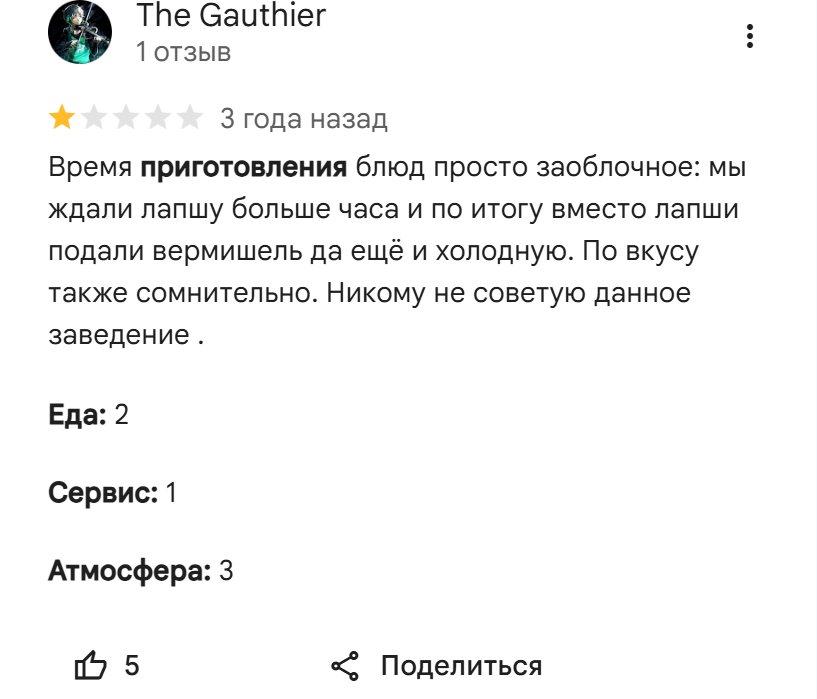 The Gauthier
1 отзыв
3 года назад
Время приготовления блюд просто заоблочное: мы
ждали лапшу больше часа и по итогу вместо лапши
подали вермишель да ещё и холодную. По вкусу
также сомнительно. Никому не советую данное
заведение .
Еда: 2
Сервис: 1
Атмосфера: 3
5 Поделиться